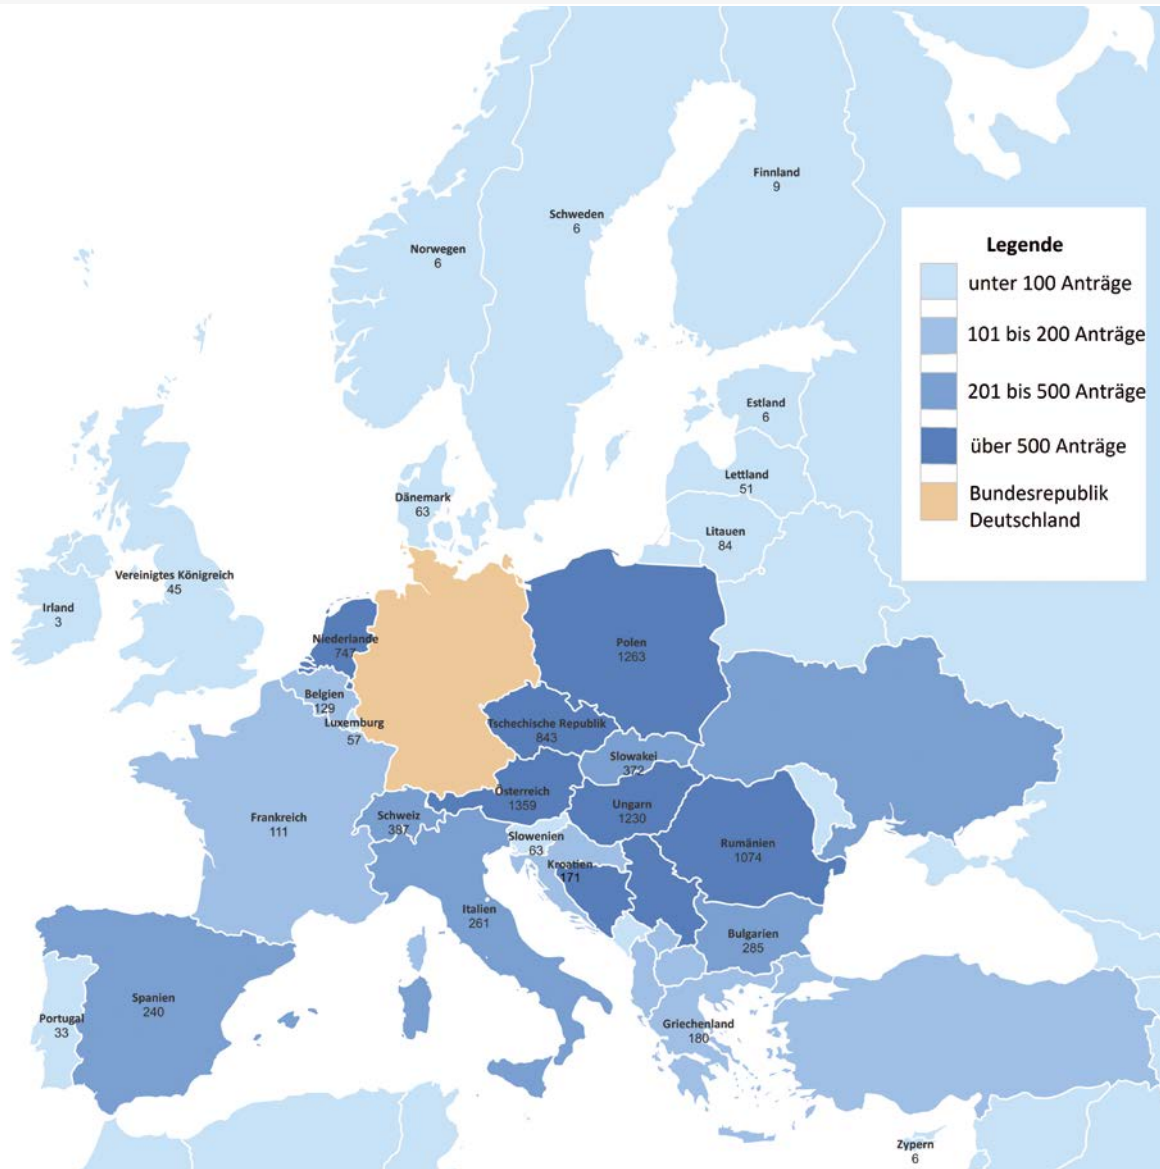 Finnland
9
Schweden
6
Norwegen
6
Legende
unter 100 Anträge
101 bis 200 Anträge
201 bis 500 Anträge
über 500 Anträge
Bundesrepublik
Deutschland
Estland
6
Lettland
51
Dänemark
63
Litauen
84
Vereinigtes Königreich
45
Irland
3
Niederlande
747
Polen
1263
Belgien
129
Luxemburg
57
Tschechische Republik
843
Slowakei
372
Österreich
1359
Ungarn
1230
Frankreich
111
Schweiz
387
Slowenien
63
Rumänien
1074
Kroatien
171
Italien
261
Bulgarien
285
Spanien
240
Portugal
33
Griechenland
180
Zypern
6